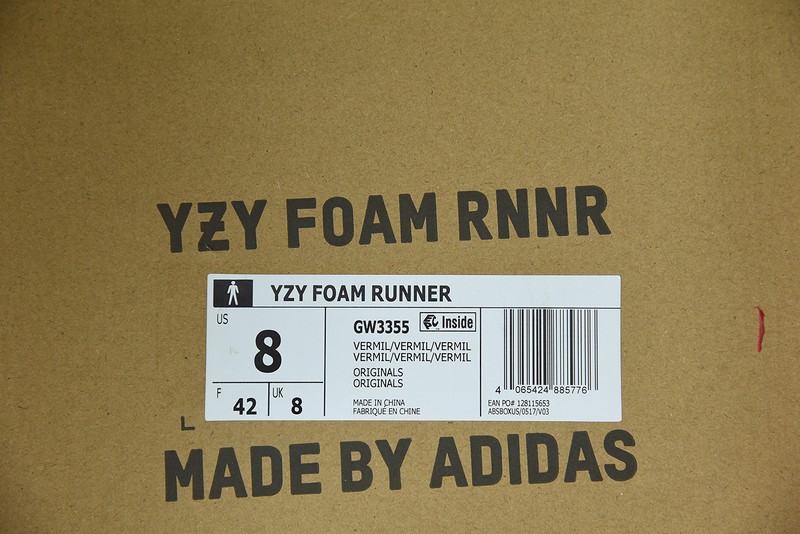 YZY FOAM RNNR
YZY FOAM RUNNER
US
8
F
42
UK
8
GW3355
Inside
VERMIL/VERMIL/VERMIL
VERMIL/VERMIL/VERMIL
ORIGINALS
ORIGINALS
MADE IN CHINA
FABRIQUÉ EN CHINE
4 065424 885776
EAN PO# 128115653
ABSBOXUS/0517/V03
MADE BY ADIDAS